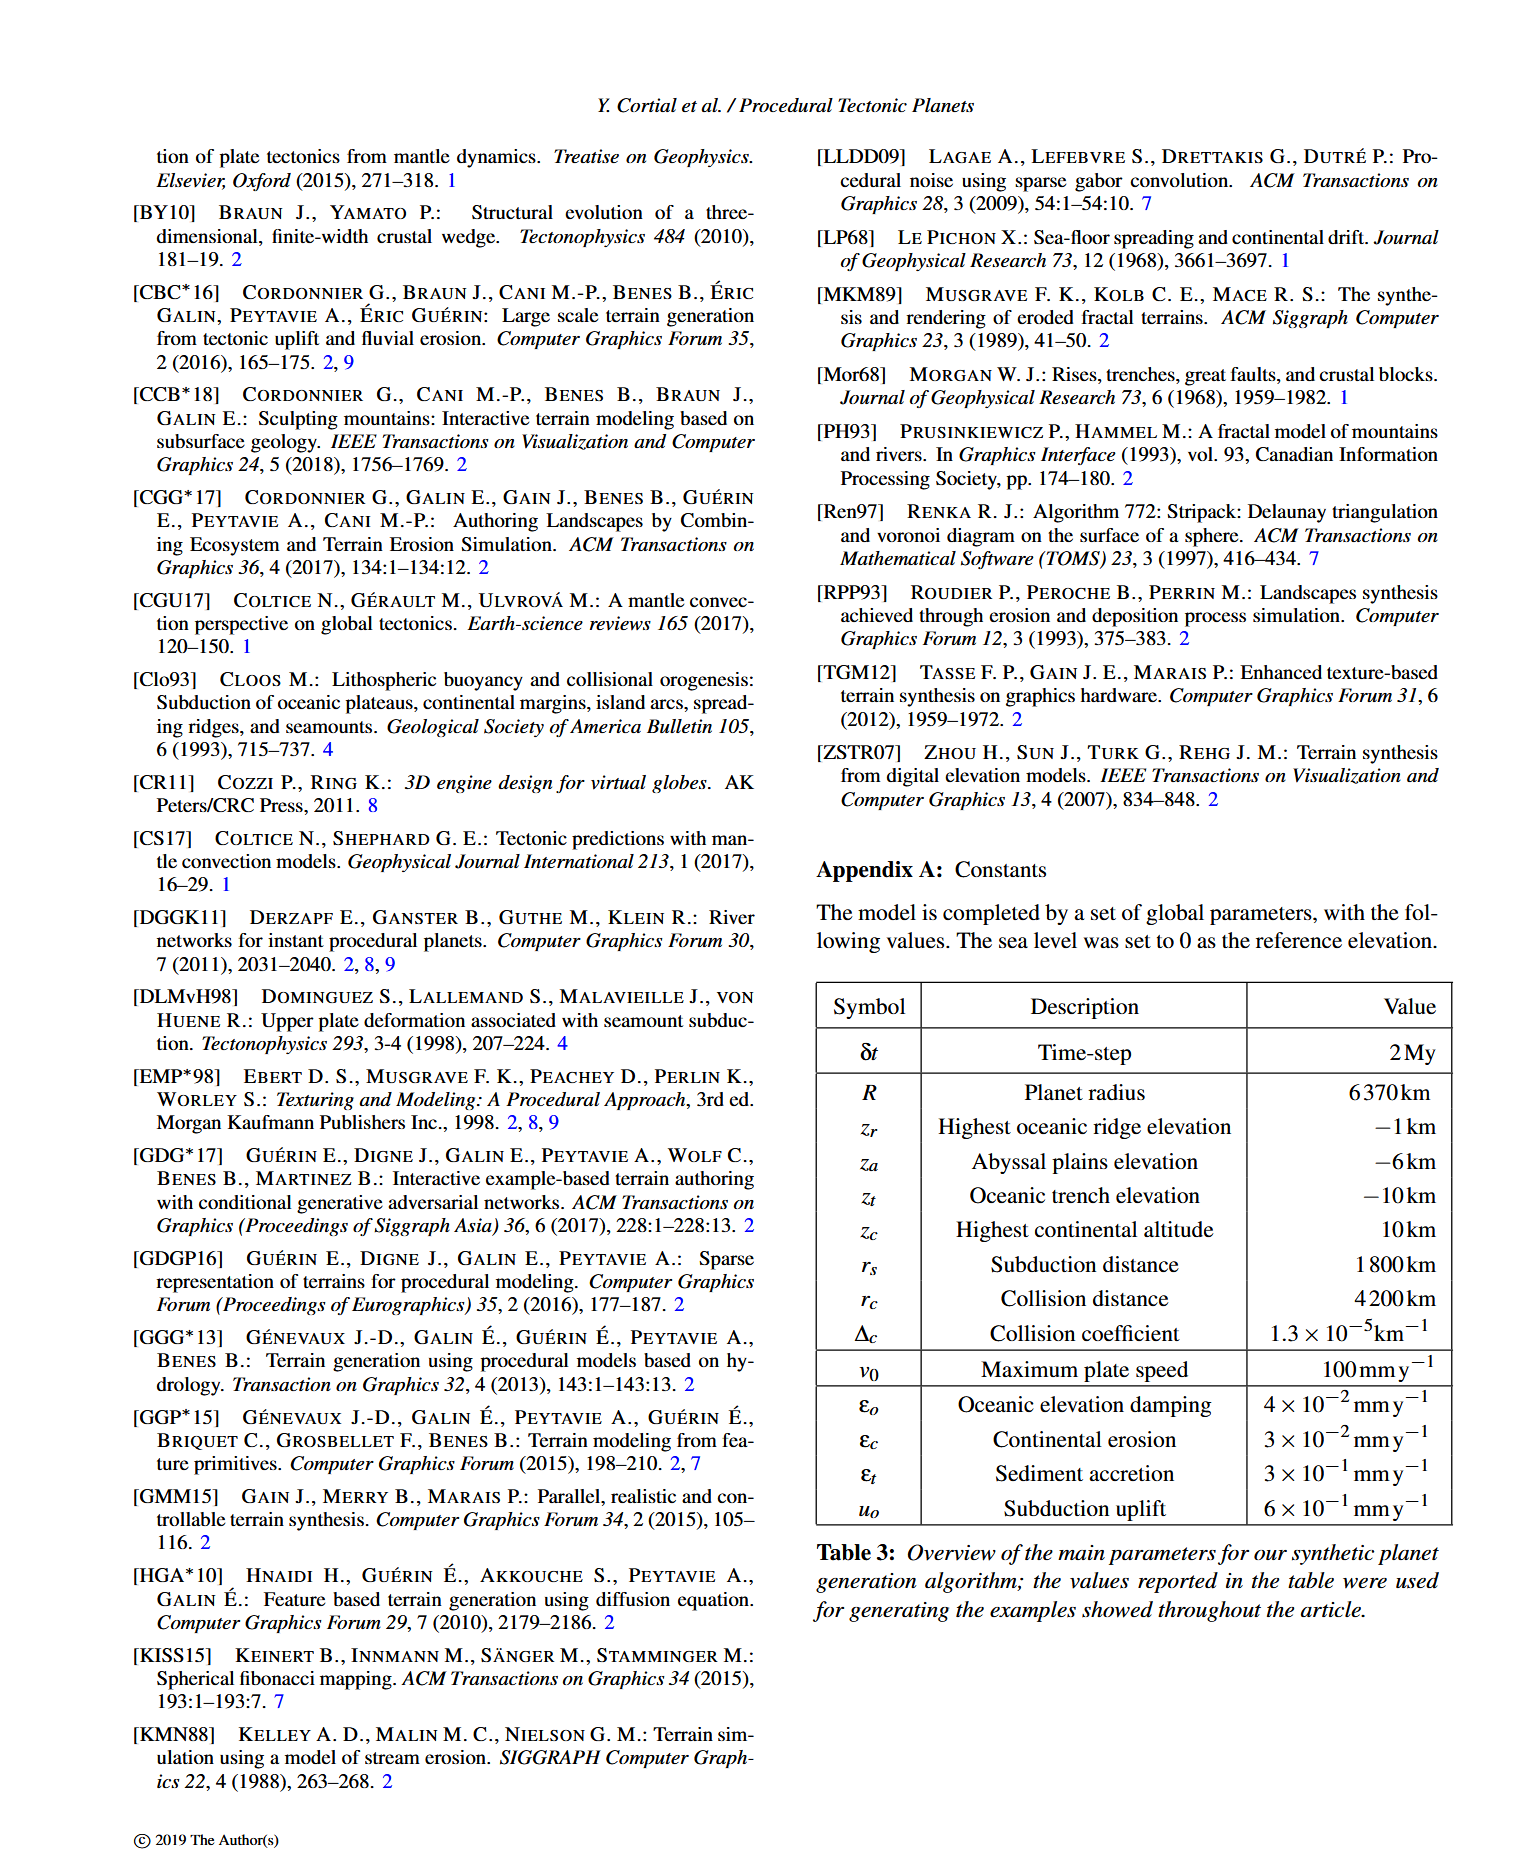 Y. Cortial et al. / Procedural Tectonic Planets
tion of plate tectonics from mantle dynamics. Treatise on Geophysics.
Elsevier, Oxford (2015), 271–318. 1
[BY10] BRAUN J., YAMATO P.: Structural evolution of a three-
dimensional, finite-width crustal wedge. Tectonophysics 484 (2010),
181–19. 2
[CBC*16] CORDONNIER G., BRAUN J., CANI M.-P., BENES B., ÉRIC
GALIN, PEYTAVIE A., ÉRIC GUÉRIN: Large scale terrain generation
from tectonic uplift and fluvial erosion. Computer Graphics Forum 35,
2 (2016), 165–175. 2, 9
[CCB*18] CORDONNIER G., CANI M.-P., BENES B., BRAUN J.,
GALIN E.: Sculpting mountains: Interactive terrain modeling based on
subsurface geology. IEEE Transactions on Visualization and Computer
Graphics 24, 5 (2018), 1756–1769. 2
[CGG*17] CORDONNIER G., GALIN E., GAIN J., BENES B., GUÉRIN
E., PEYTAVIE A., CANI M.-P.: Authoring Landscapes by Combin-
ing Ecosystem and Terrain Erosion Simulation. ACM Transactions on
Graphics 36, 4 (2017), 134:1–134:12. 2
[CGU17] COLTICE N., GÉRAULT M., ULVROVÁ M.: A mantle convec-
tion perspective on global tectonics. Earth-science reviews 165 (2017),
120–150. 1
[Clo93] CLOOS M.: Lithospheric buoyancy and collisional orogenesis:
Subduction of oceanic plateaus, continental margins, island arcs, spread-
ing ridges, and seamounts. Geological Society of America Bulletin 105,
6 (1993), 715–737. 4
[CR11] COZZI P., RING K.: 3D engine design for virtual globes. AK
Peters/CRC Press, 2011. 8
[CS17] COLTICE N., SHEPHARD G. E.: Tectonic predictions with man-
tle convection models. Geophysical Journal International 213, 1 (2017),
16–29. 1
[DGGK11] DERZAPF E., GANSTER B., GUTHE M., KLEIN R.: River
networks for instant procedural planets. Computer Graphics Forum 30,
7 (2011), 2031–2040. 2, 8, 9
[DLMvH98] DOMINGUEZ S., LALLEMAND S., MALAVIEILLE J., VON
HUENE R.: Upper plate deformation associated with seamount subduc-
tion. Tectonophysics 293, 3-4 (1998), 207–224. 4
[EMP*98] EBERT D. S., MUSGRAVE F. K., PEACHEY D., PERLIN K.,
WORLEY S.: Texturing and Modeling: A Procedural Approach, 3rd ed.
Morgan Kaufmann Publishers Inc., 1998. 2, 8, 9
[GDG*17] GUÉRIN E., DIGNE J., GALIN E., PEYTAVIE A., WOLF C.,
BENES B., MARTINEZ B.: Interactive example-based terrain authoring
with conditional generative adversarial networks. ACM Transactions on
Graphics (Proceedings of Siggraph Asia) 36, 6 (2017), 228:1–228:13. 2
[GDGP16] GUÉRIN E., DIGNE J., GALIN E., PEYTAVIE A.: Sparse
representation of terrains for procedural modeling. Computer Graphics
Forum (Proceedings of Eurographics) 35, 2 (2016), 177–187. 2
[GGG*13] GÉNEVAUX J.-D., GALIN É., GUÉRIN É., PEYTAVIE A.,
BENES B.: Terrain generation using procedural models based on hy-
drology. Transaction on Graphics 32, 4 (2013), 143:1–143:13. 2
[GGP*15] GÉNEVAUX J.-D., GALIN É., PEYTAVIE A., GUÉRIN É.,
BRIQUET C., GROSBELLET F., BENES B.: Terrain modeling from fea-
ture primitives. Computer Graphics Forum (2015), 198–210. 2, 7
[GMM15] GAIN J., MERRY B., MARAIS P.: Parallel, realistic and con-
trollable terrain synthesis. Computer Graphics Forum 34, 2 (2015), 105–
116. 2
[HGA*10] HNAIDI H., GUÉRIN É., AKKOUCHE S., PEYTAVIE A.,
GALIN É.: Feature based terrain generation using diffusion equation.
Computer Graphics Forum 29, 7 (2010), 2179–2186. 2
[KISS15] KEINERT B., INNMANN M., SÄNGER M., STAMMINGER M.:
Spherical fibonacci mapping. ACM Transactions on Graphics 34 (2015),
193:1–193:7. 7
[KMN88] KELLEY A. D., MALIN M. C., NIELSON G. M.: Terrain sim-
ulation using a model of stream erosion. SIGGRAPH Computer Graph-
ics 22, 4 (1988), 263–268. 2
[LLDD09] LAGAE A., LEFEBVRE S., DRETTAKIS G., DUTRÉ P.: Pro-
cedural noise using sparse gabor convolution. ACM Transactions on
Graphics 28, 3 (2009), 54:1–54:10. 7
[LP68] LE PICHON X.: Sea-floor spreading and continental drift. Journal
of Geophysical Research 73, 12 (1968), 3661–3697. 1
[MKM89] MUSGRAVE F. K., KOLB C. E., MACE R. S.: The synthe-
sis and rendering of eroded fractal terrains. ACM Siggraph Computer
Graphics 23, 3 (1989), 41–50. 2
[Mor68] MORGAN W. J.: Rises, trenches, great faults, and crustal blocks.
Journal of Geophysical Research 73, 6 (1968), 1959–1982. 1
[PH93] PRUSINKIEWICZ P., HAMMEL M.: A fractal model of mountains
and rivers. In Graphics Interface (1993), vol. 93, Canadian Information
Processing Society, pp. 174–180. 2
[Ren97] RENKA R. J.: Algorithm 772: Stripack: Delaunay triangulation
and voronoi diagram on the surface of a sphere. ACM Transactions on
Mathematical Software (TOMS) 23, 3 (1997), 416–434. 7
[RPP93] ROUDIER P., PEROCHE B., PERRIN M.: Landscapes synthesis
achieved through erosion and deposition process simulation. Computer
Graphics Forum 12, 3 (1993), 375–383. 2
[TGM12] TASSE F. P., GAIN J. E., MARAIS P.: Enhanced texture-based
terrain synthesis on graphics hardware. Computer Graphics Forum 31, 6
(2012), 1959–1972. 2
[ZSTR07] ZHOU H., SUN J., TURK G., REHG J. M.: Terrain synthesis
from digital elevation models. IEEE Transactions on Visualization and
Computer Graphics 13, 4 (2007), 834–848. 2
Appendix A: Constants
The model is completed by a set of global parameters, with the fol-
lowing values. The sea level was set to 0 as the reference elevation.
Symbol Description Value
δt Time-step 2 My
R Planet radius 6370 km
z_r Highest oceanic ridge elevation −1 km
z_a Abyssal plains elevation −6 km
z_t Oceanic trench elevation −10 km
z_c Highest continental altitude 10 km
r_s Subduction distance 1800 km
r_c Collision distance 4200 km
Δ_c Collision coefficient 1.3 × 10⁻⁵ km⁻¹
v₀ Maximum plate speed 100 mm y⁻¹
ε_o Oceanic elevation damping 4 × 10⁻² mm y⁻¹
ε_c Continental erosion 3 × 10⁻² mm y⁻¹
ε_t Sediment accretion 3 × 10⁻¹ mm y⁻¹
u_o Subduction uplift 6 × 10⁻¹ mm y⁻¹
Table 3: Overview of the main parameters for our synthetic planet
generation algorithm; the values reported in the table were used
for generating the examples showed throughout the article.
© 2019 The Author(s)